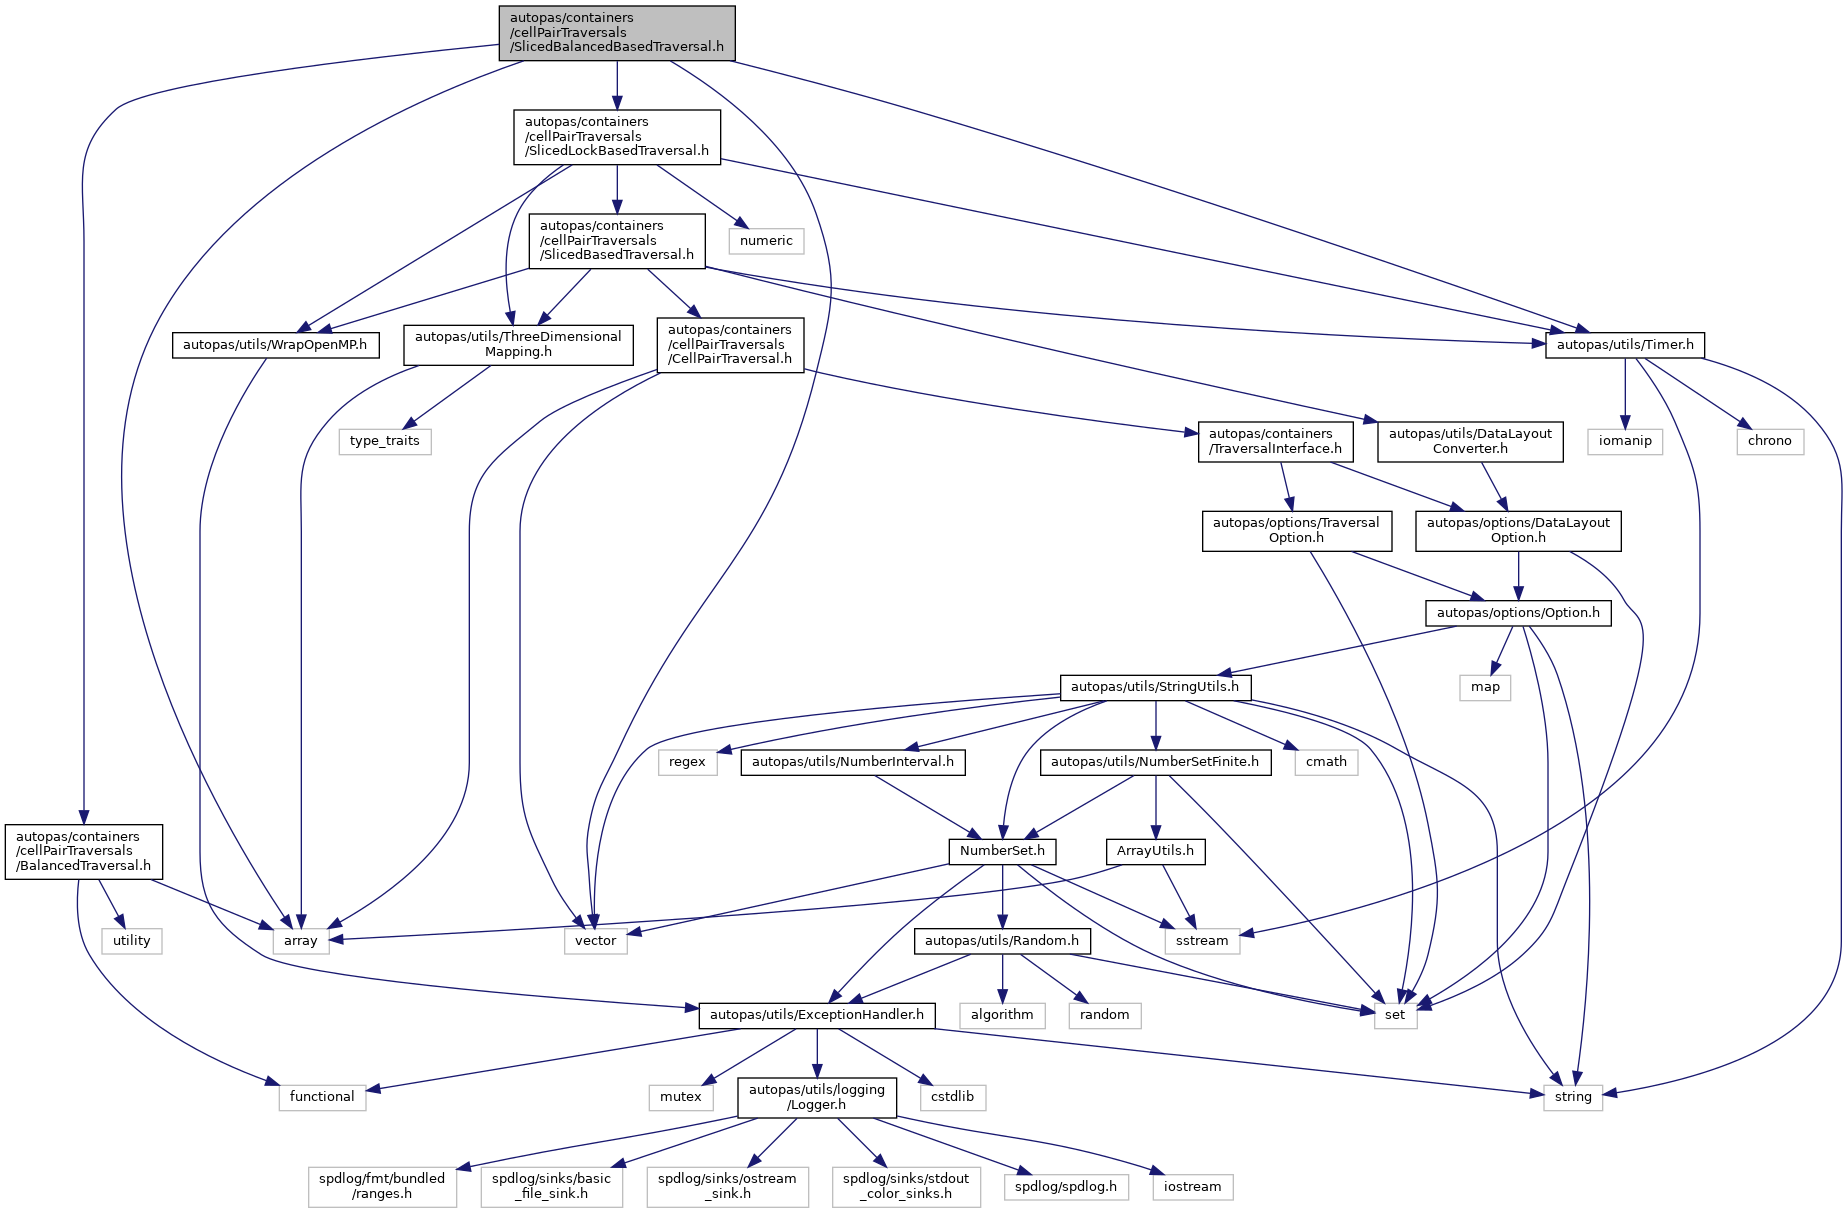 autopas/containers
/cellPairTraversals
/SlicedBalancedBasedTraversal.h
autopas/containers
/cellPairTraversals
/SlicedLockBasedTraversal.h
autopas/containers
/cellPairTraversals
/SlicedBasedTraversal.h
numeric
autopas/utils/WrapOpenMP.h
autopas/utils/ThreeDimensional
Mapping.h
autopas/containers
/cellPairTraversals
/CellPairTraversal.h
autopas/utils/Timer.h
type_traits
autopas/containers
/TraversalInterface.h
autopas/utils/DataLayout
Converter.h
iomanip
chrono
autopas/options/Traversal
Option.h
autopas/options/DataLayout
Option.h
autopas/options/Option.h
autopas/utils/StringUtils.h
map
regex
autopas/utils/NumberInterval.h
autopas/utils/NumberSetFinite.h
cmath
autopas/containers
/cellPairTraversals
/BalancedTraversal.h
NumberSet.h
ArrayUtils.h
utility
array
vector
autopas/utils/Random.h
sstream
autopas/utils/ExceptionHandler.h
algorithm
random
set
functional
mutex
autopas/utils/logging
/Logger.h
cstdlib
string
spdlog/fmt/bundled
/ranges.h
spdlog/sinks/basic
_file_sink.h
spdlog/sinks/ostream
_sink.h
spdlog/sinks/stdout
_color_sinks.h
spdlog/spdlog.h
iostream